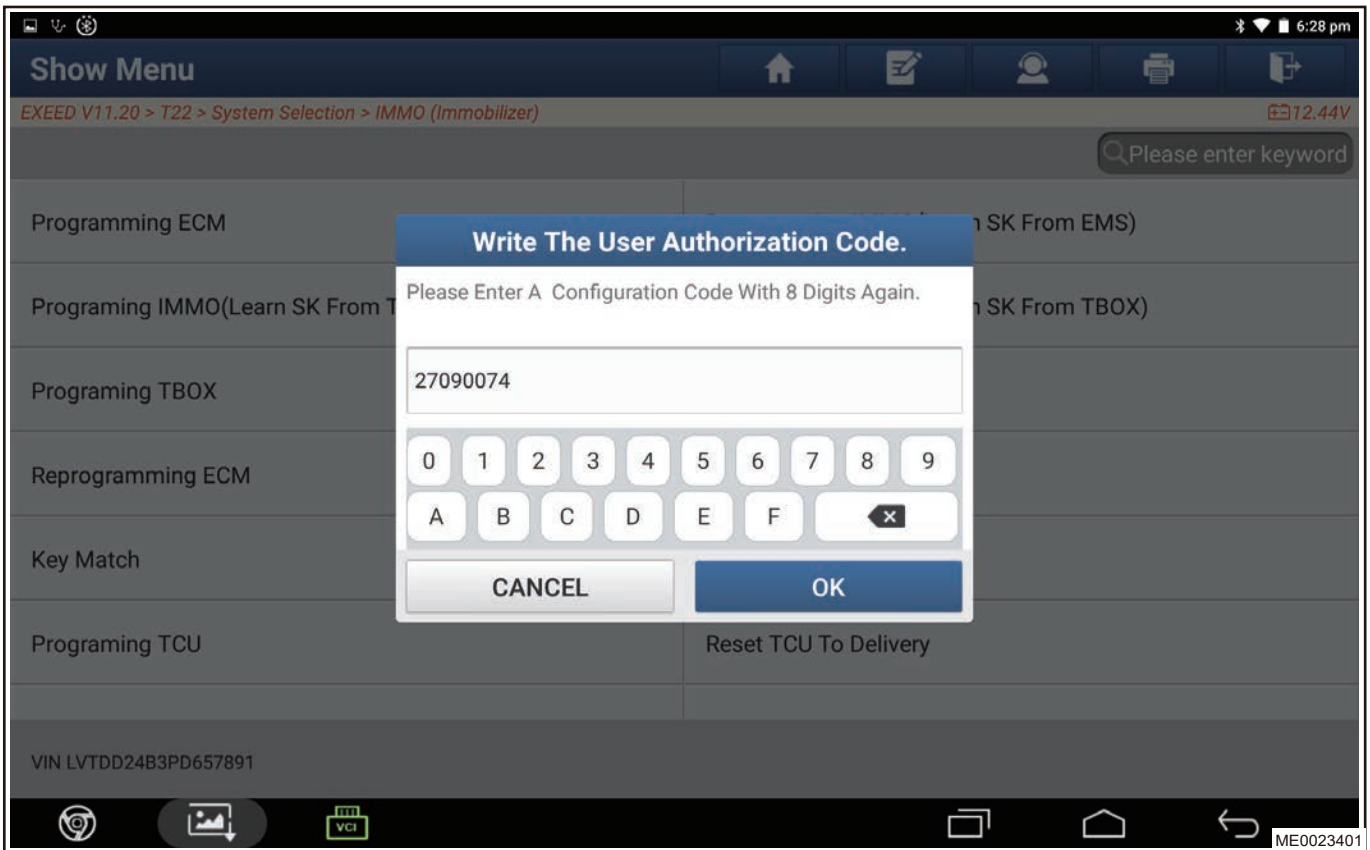 6:28 pm
Show Menu
EXEED V11.20 > T22 > System Selection > IMMO (Immobilizer)
12.44V
Please enter keyword
Programming ECM
SK From EMS)
Write The User Authorization Code.
Please Enter A Configuration Code With 8 Digits Again.
Programing IMMO(Learn SK From T
SK From TBOX)
27090074
Programing TBOX
0 1 2 3 4 5 6 7 8 9
Reprogramming ECM
A B C D E F
Key Match
CANCEL
OK
Programing TCU
Reset TCU To Delivery
VIN LVTDD24B3PD657891
VCI
ME0023401